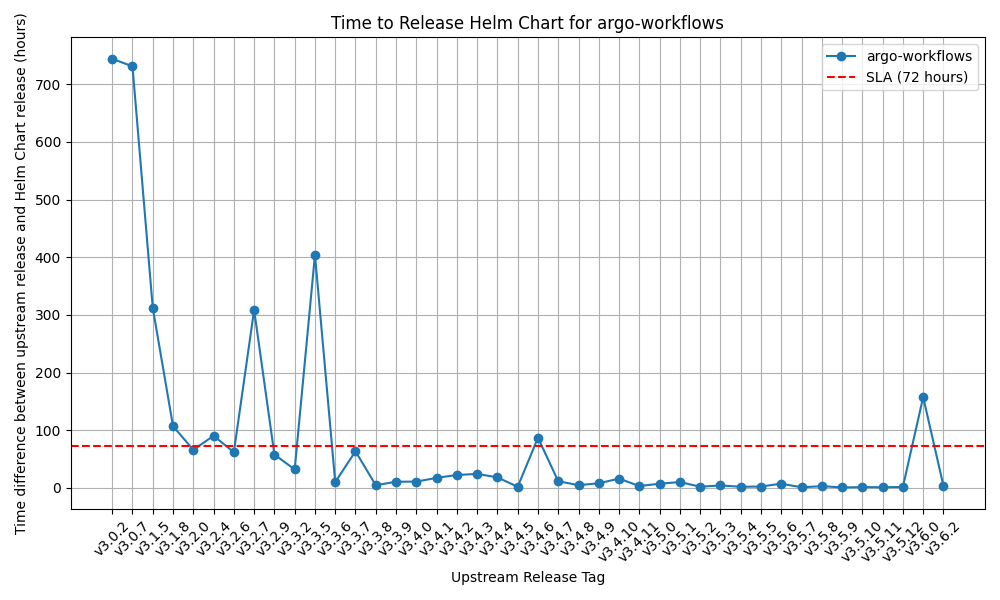 Time to Release Helm Chart for argo-workflows
Time difference between upstream release and Helm Chart release (hours)
700
600
500
400
300
200
100
0
argo-workflows
SLA (72 hours)
v3.0.2
v3.0.7
v3.1.5
v3.1.8
v3.2.0
v3.2.4
v3.2.6
v3.2.7
v3.2.9
v3.3.2
v3.3.5
v3.3.6
v3.3.7
v3.3.8
v3.3.9
v3.4.0
v3.4.1
v3.4.2
v3.4.3
v3.4.4
v3.4.5
v3.4.6
v3.4.7
v3.4.8
v3.4.9
v3.4.10
v3.4.11
v3.5.0
v3.5.1
v3.5.2
v3.5.3
v3.5.4
v3.5.5
v3.5.6
v3.5.7
v3.5.8
v3.5.9
v3.5.10
v3.5.11
v3.5.12
v3.6.0
v3.6.2
Upstream Release Tag